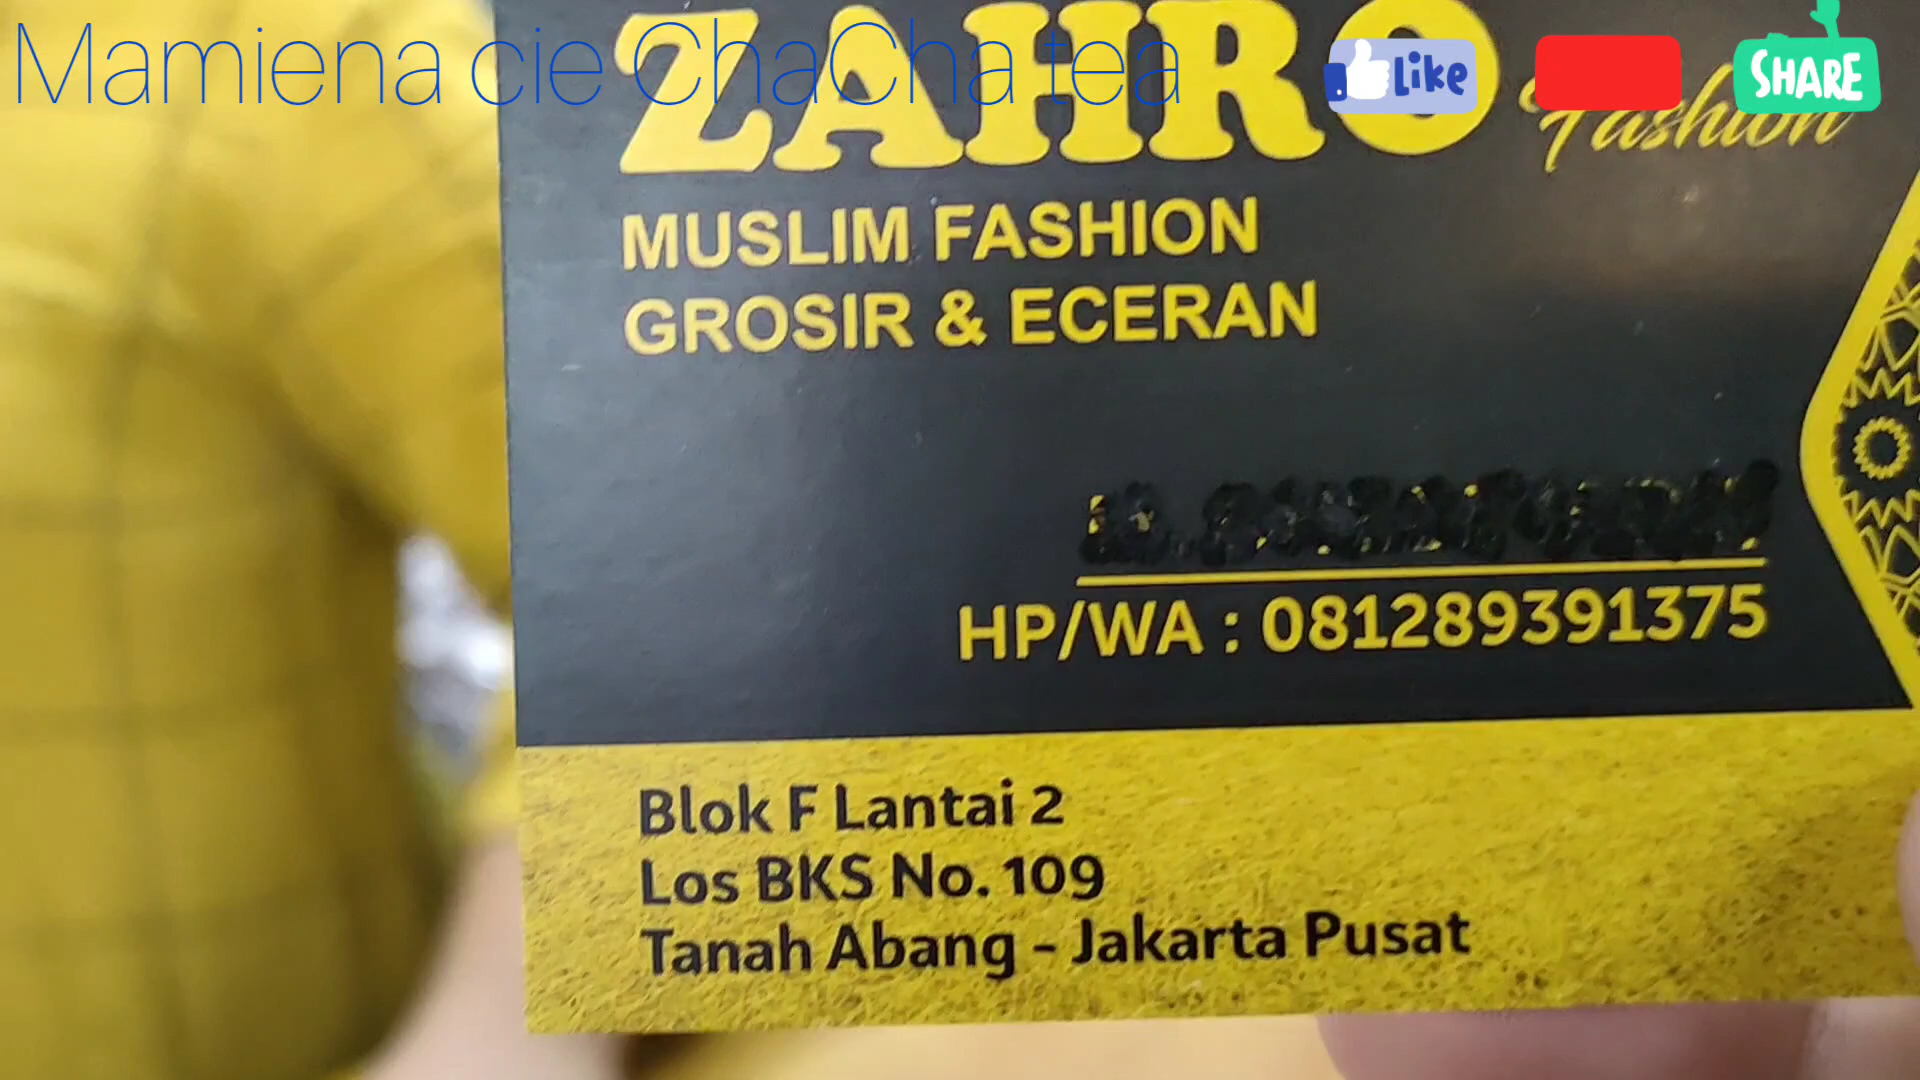 Mamiena cie ChaCha tea
Like
SHARE
ZAHRO
Fashion
MUSLIM FASHION
GROSIR & ECERAN
HP/WA : 081289391375
Blok F Lantai 2
Los BKS No. 109
Tanah Abang - Jakarta Pusat